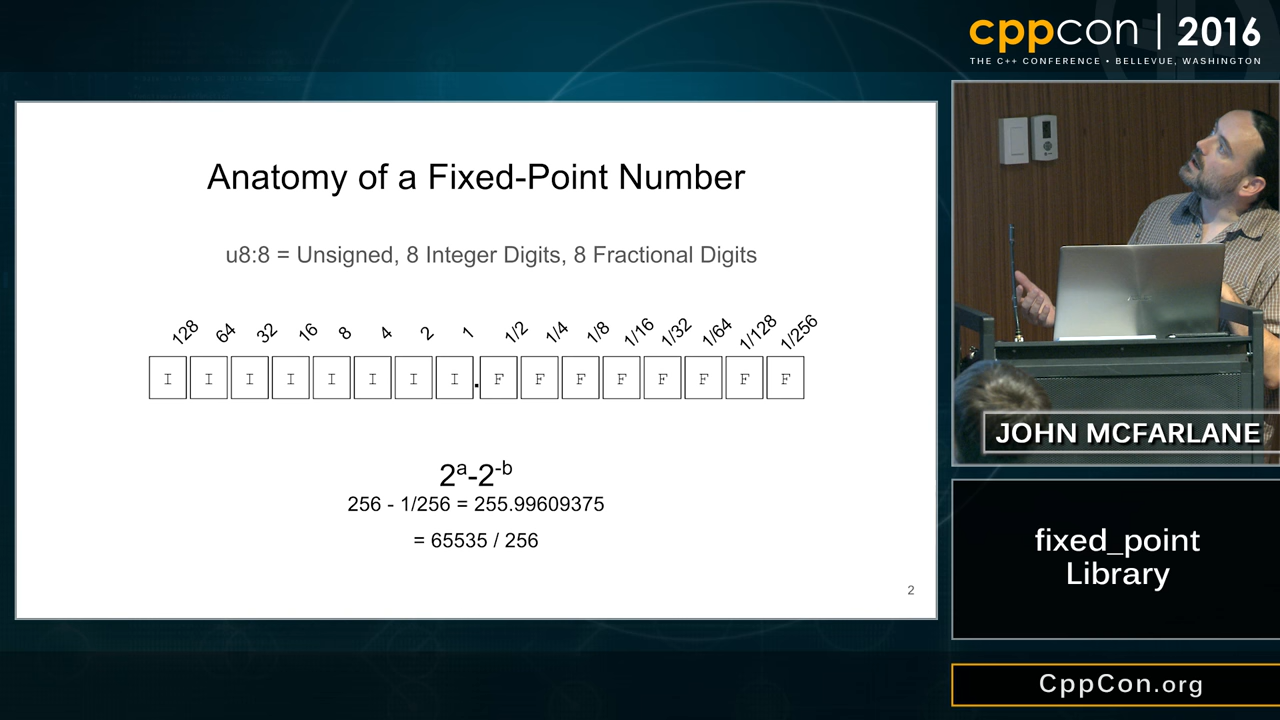 cppcon | 2016
THE C++ CONFERENCE • BELLEVUE, WASHINGTON
Anatomy of a Fixed-Point Number
u8:8 = Unsigned, 8 Integer Digits, 8 Fractional Digits
128 64 32 16 8 4 2 1 1/2 1/4 1/8 1/16 1/32 1/64 1/128 1/256
I I I I I I I I . F F F F F F F F
2ᵃ-2⁻ᵇ
256 - 1/256 = 255.99609375
= 65535 / 256
2
JOHN MCFARLANE
fixed_point
Library
CppCon.org